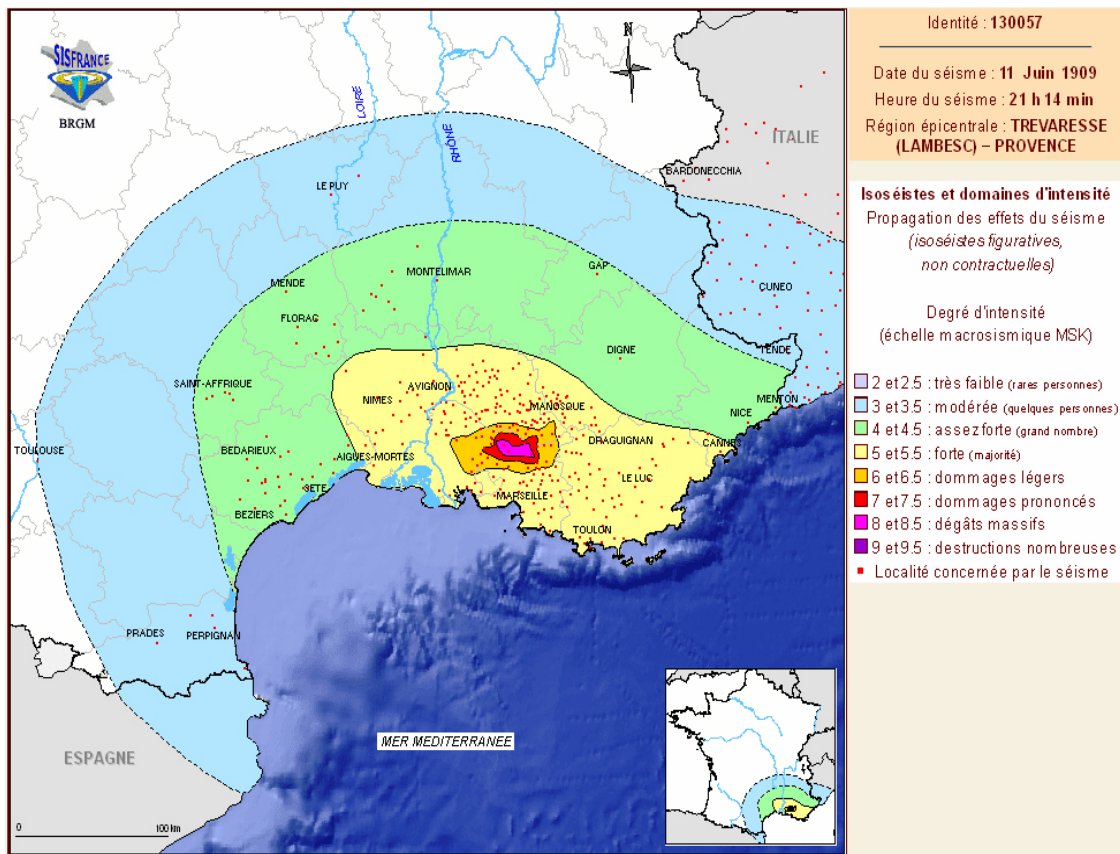 SISFRANCE
BRGM
N
LOIRE
RHÔNE
ITALIE
BARDONECCHIA
LE PUY
MONTELIMAR
GAP
MENDE
CUNEO
FLORAC
DIGNE
TENDE
SAINT-AFFRIQUE
AVIGNON
NIMES
MANOSQUE
MENTON
NICE
TOULOUSE
BEDARIEUX
AIGUES-MORTES
DRAGUIGNAN
CANNES
SETE
LE LUC
MARSEILLE
BEZIERS
TOULON
PRADES
PERPIGNAN
MER MEDITERRANEE
ESPAGNE
0
100 km
Identité : 130057
Date du séisme : 11 Juin 1909
Heure du séisme : 21 h 14 min
Région épicentrale : TREVARESSE
(LAMBESC) – PROVENCE
Isoséistes et domaines d'intensité
Propagation des effets du séisme
(isoséistes figuratives,
non contractuelles)
Degré d'intensité
(échelle macrosismique MSK)
2 et 2.5 : très faible (rares personnes)
3 et 3.5 : modérée (quelques personnes)
4 et 4.5 : assez forte (grand nombre)
5 et 5.5 : forte (majorité)
6 et 6.5 : dommages légers
7 et 7.5 : dommages prononcés
8 et 8.5 : dégâts massifs
9 et 9.5 : destructions nombreuses
Localité concernée par le séisme